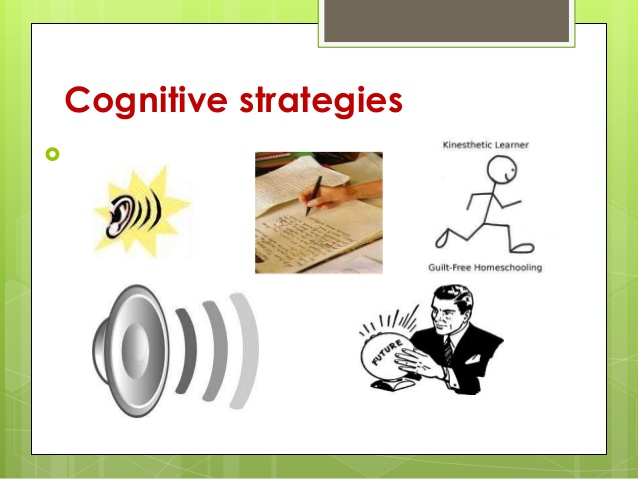 Cognitive strategies
Kinesthetic Learner
Guilt-Free Homeschooling
FUTURE